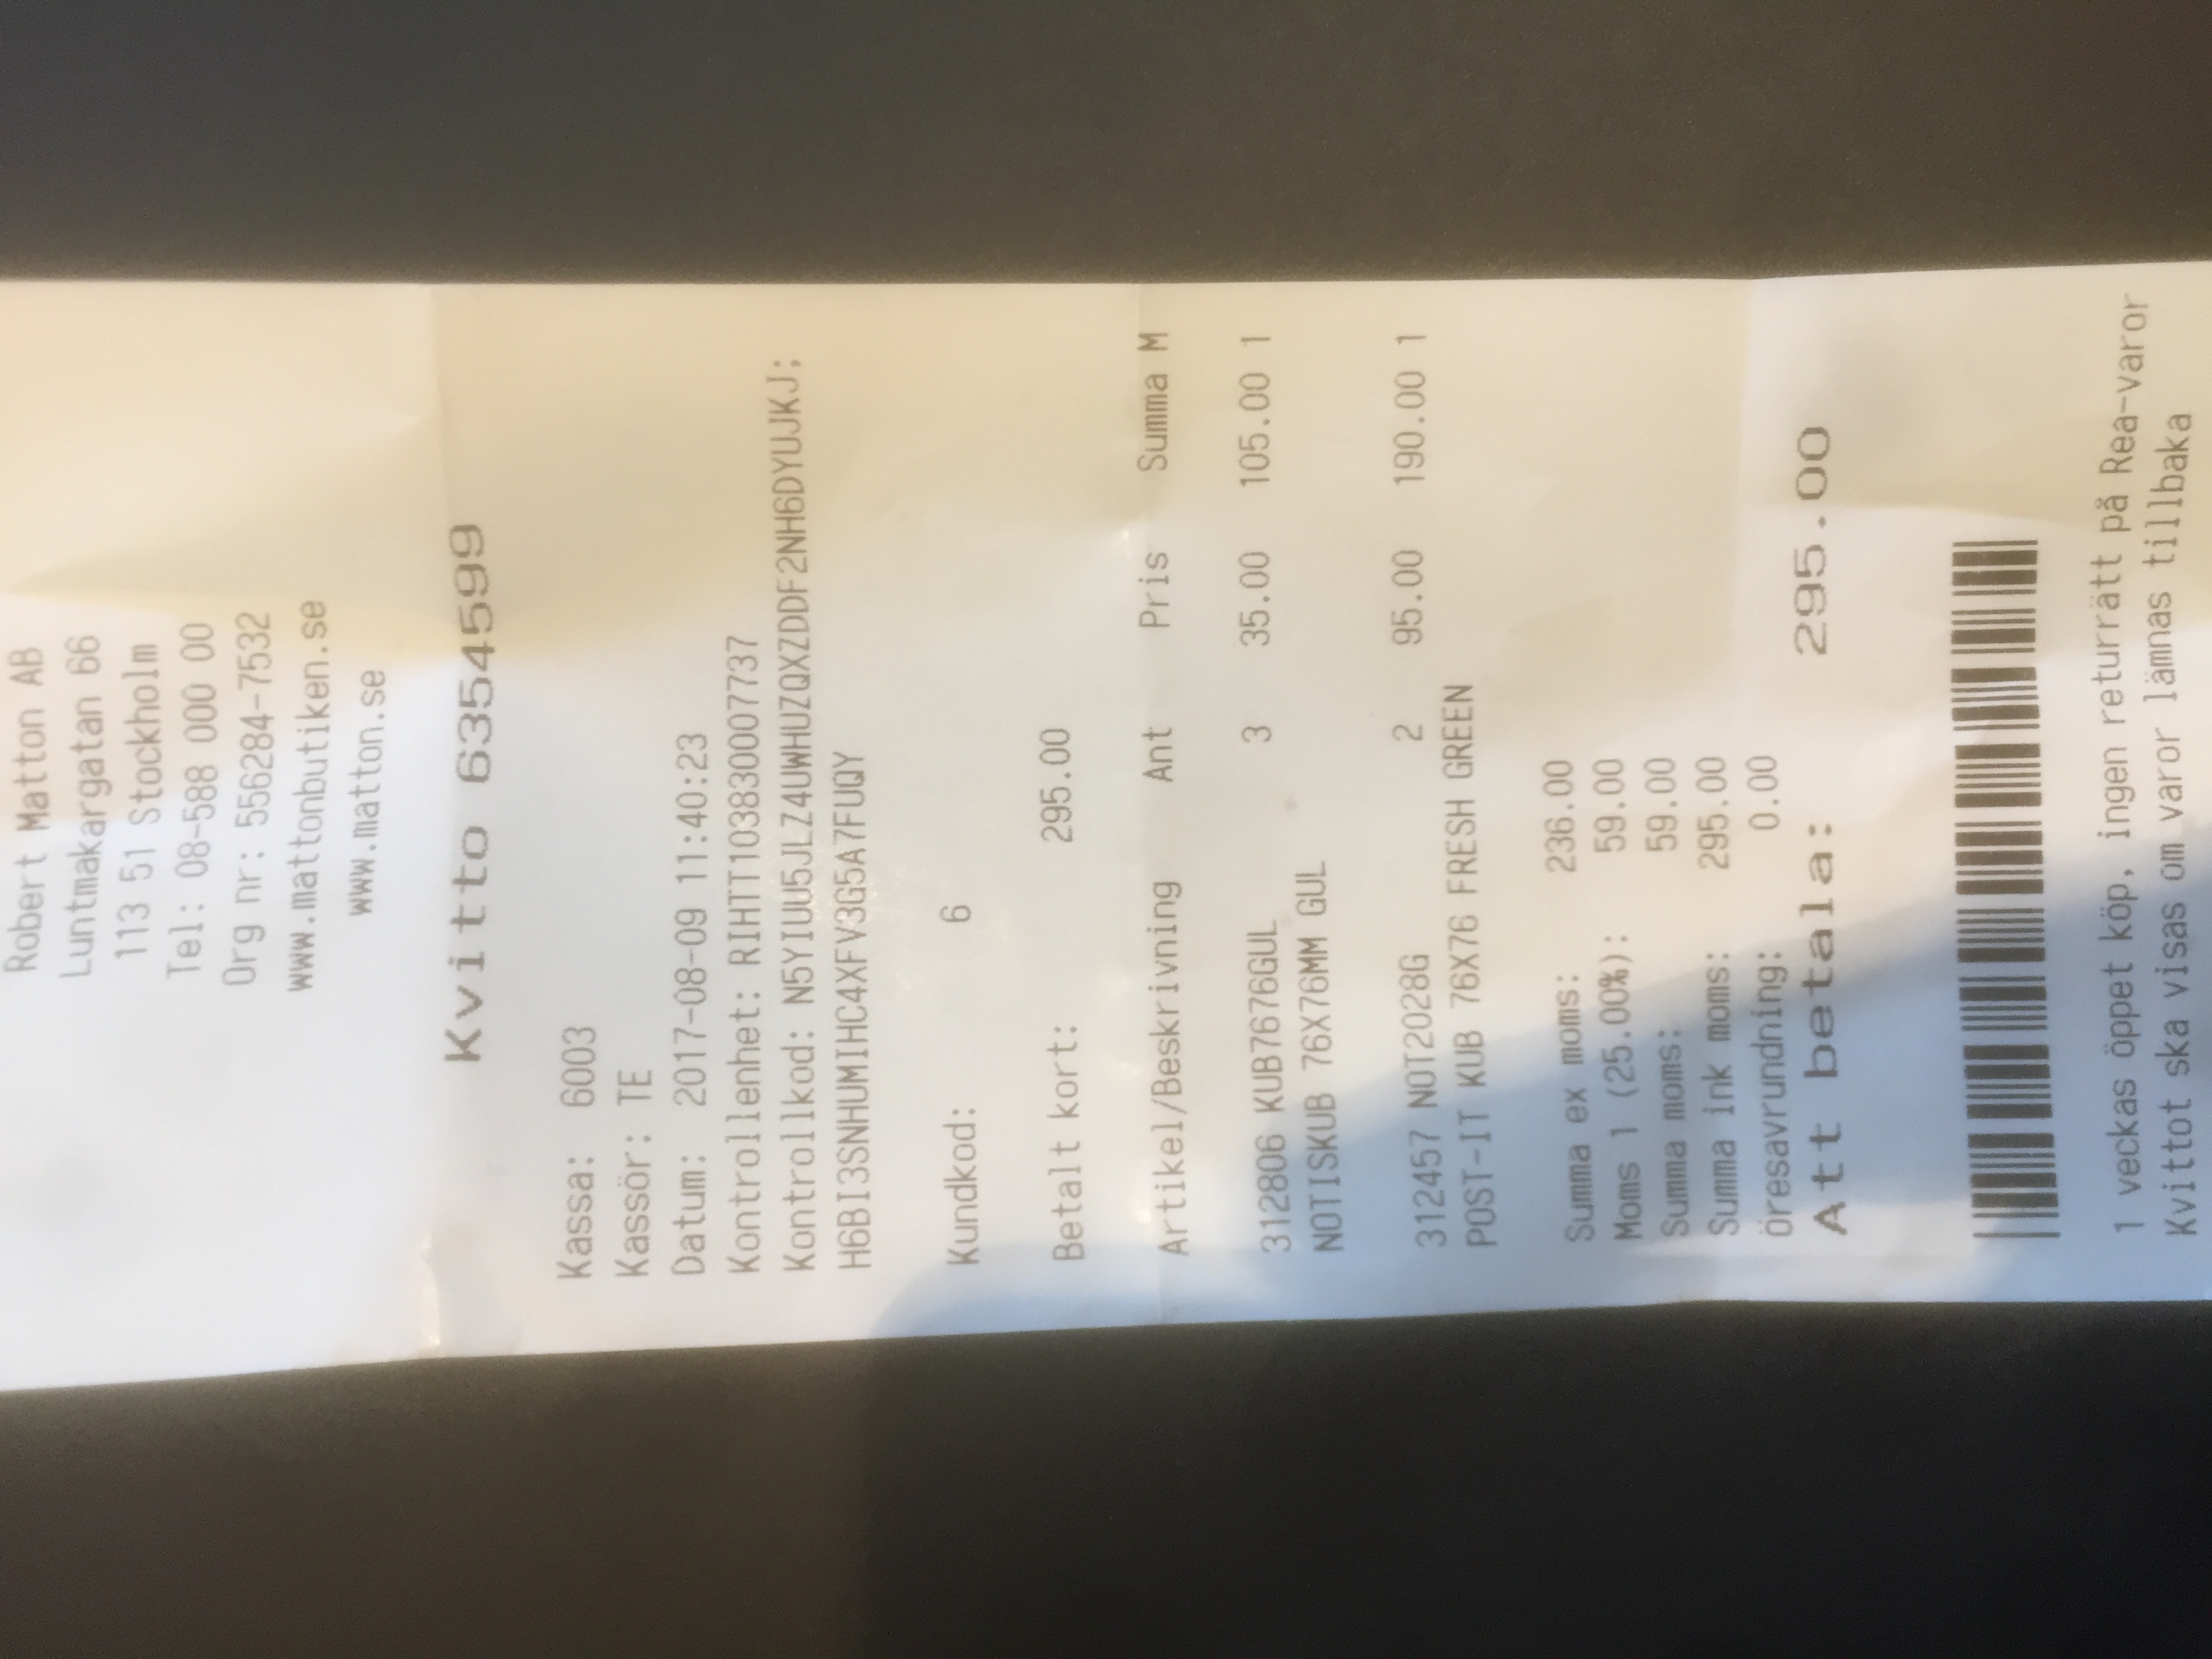 Robert Matton AB
Luntmakargatan 66
113 51 Stockholm
Tel: 08-588 000 00
Org nr: 556284-7532
www.mattonbutiken.se
www.matton.se
Kvitto 6354599
Kassa: 6003
Kassör: TE
Datum: 2017-08-09 11:40:23
Kontrollenhet: RIHTT103830007737
Kontrollkod: N5YIUU5JLZ4UWHUZQXZDDF2NH6DYUJKJ;
H6BI3SNHUMIHC4XFV3G5A7FUQY
Kundkod: 6
Betalt kort: 295.00
Artikel/Beskrivning Ant Pris Summa M
312806 KUB7676GUL 3 35.00 105.00 1
NOTISKUB 76X76MM GUL
312457 NOT2028G 2 95.00 190.00 1
POST-IT KUB 76X76 FRESH GREEN
Summa ex moms: 236.00
Moms 1 (25.00%): 59.00
Summa moms: 59.00
Summa ink moms: 295.00
öresavrundning: 0.00
Att betala: 295.00
1 veckas öppet köp, ingen returrätt på Rea-varor
Kvittot ska visas om varor lämnas tillbaka